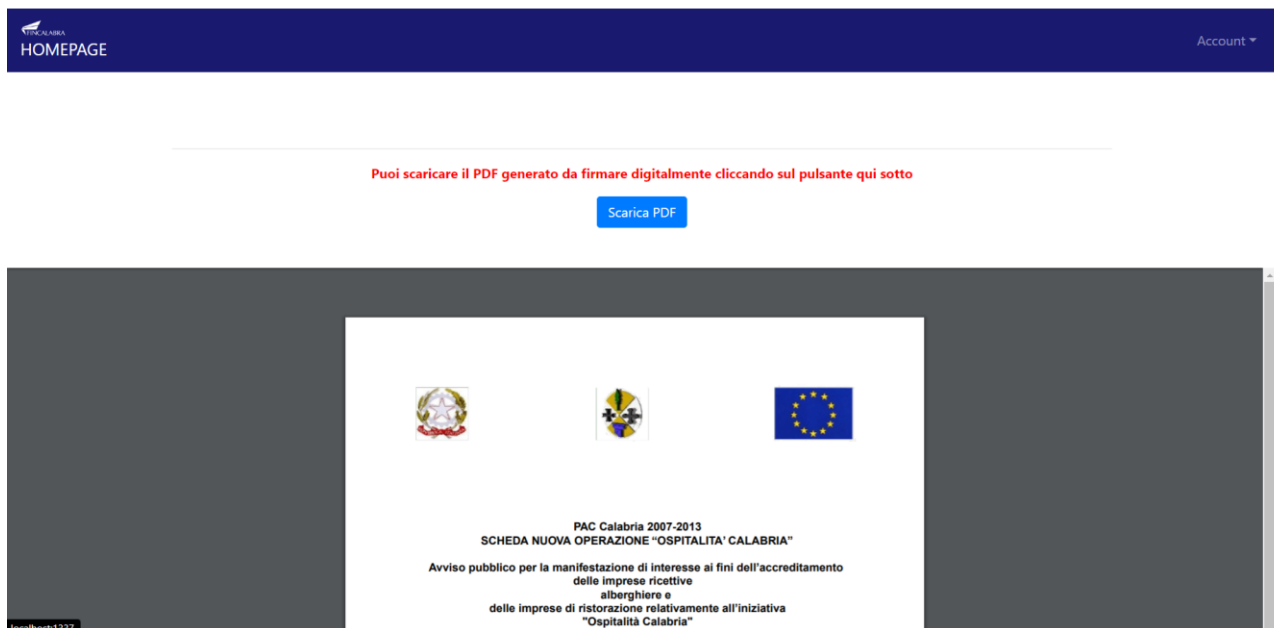 FINCALABRA
HOMEPAGE
Account
Puoi scaricare il PDF generato da firmare digitalmente cliccando sul pulsante qui sotto
Scarica PDF
PAC Calabria 2007-2013
SCHEDA NUOVA OPERAZIONE “OSPITALITA’ CALABRIA”
Avviso pubblico per la manifestazione di interesse ai fini dell’accreditamento
delle imprese ricettive
alberghiere e
delle imprese di ristorazione relativamente all’iniziativa
"Ospitalità Calabria"
localhost:1337